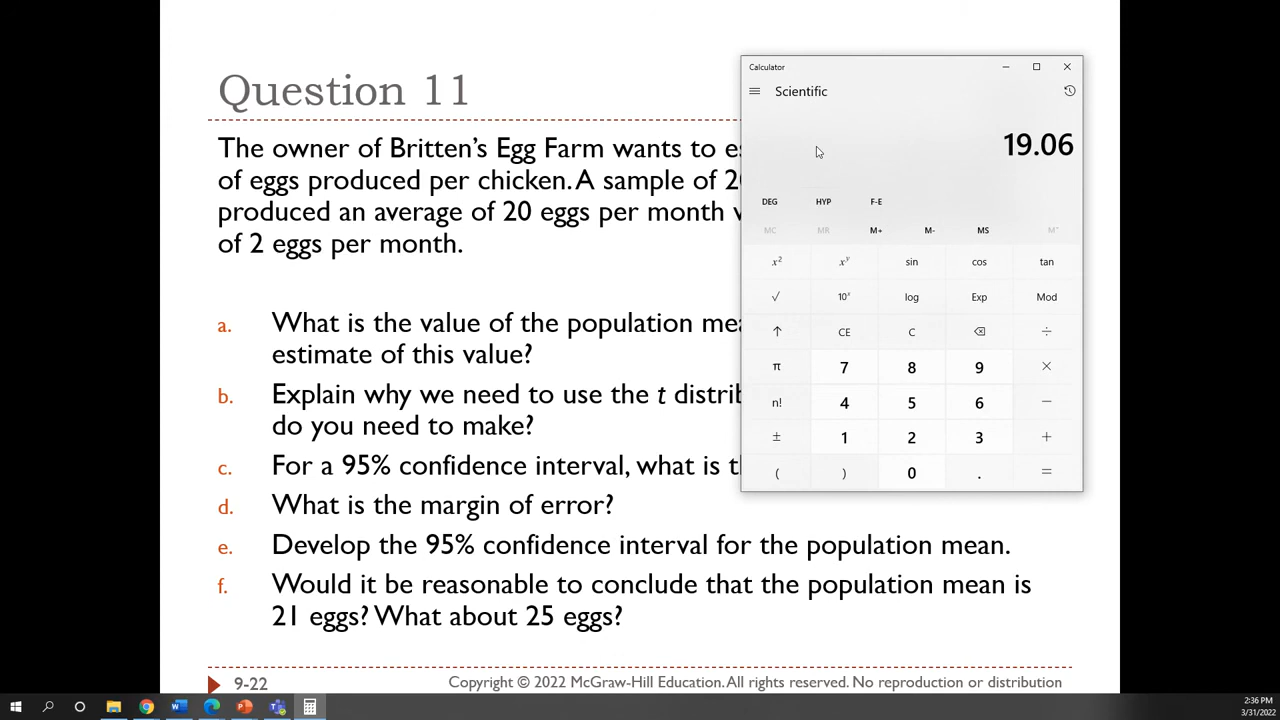 Question 11
The owner of Britten's Egg Farm wants to
of eggs produced per chicken. A sample of
produced an average of 20 eggs per month
of 2 eggs per month.
a. What is the value of the population
estimate of this value?
b. Explain why we need to use the t
do you need to make?
c. For a 95% confidence interval, what is
d. What is the margin of error?
e. Develop the 95% confidence interval for the population mean.
f. Would it be reasonable to conclude that the population mean is
21 eggs? What about 25 eggs?
9-22
Copyright © 2022 McGraw-Hill Education. All rights reserved. No reproduction or distribution
Calculator
Scientific
19.06
DEG HYP F-E
MC MR M+ M- MS M˅
x² xʸ sin cos tan
√ 10ˣ log Exp Mod
↑ CE C ⌫ ÷
π 7 8 9 ×
n! 4 5 6 −
± 1 2 3 +
( ) 0 . =
2:36 PM
3/31/2022